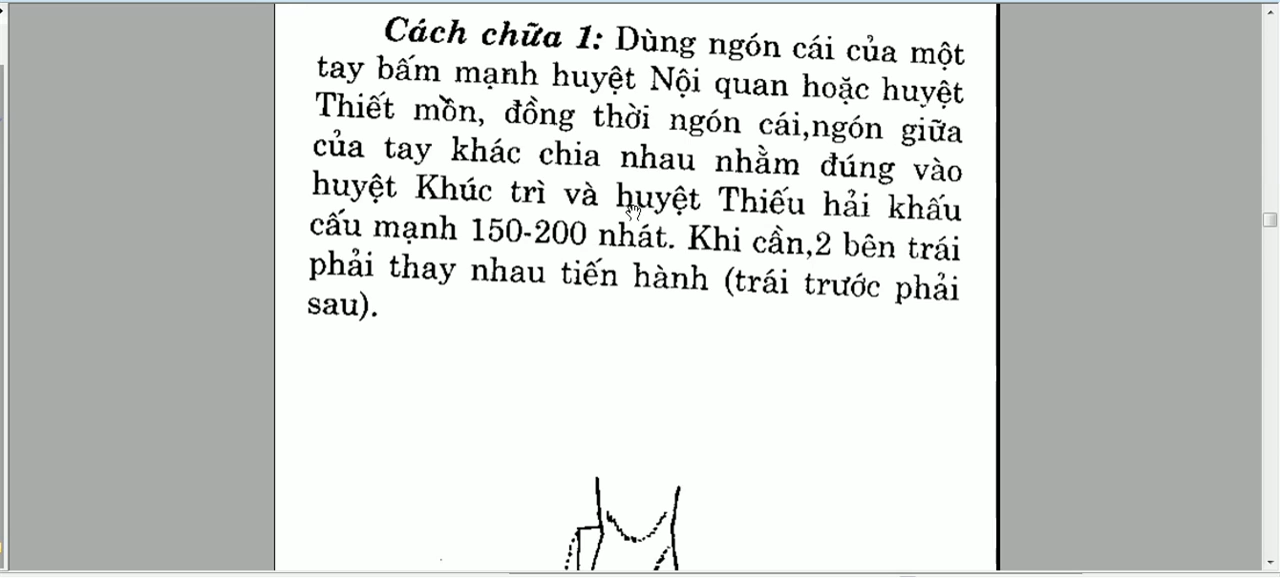 Cách chữa 1: Dùng ngón cái của một
tay bấm mạnh huyệt Nội quan hoặc huyệt
Thiết mồn, đồng thời ngón cái,ngón giữa
của tay khác chia nhau nhằm đúng vào
huyệt Khúc trì và huyệt Thiếu hải khấu
cấu mạnh 150-200 nhát. Khi cần,2 bên trái
phải thay nhau tiến hành (trái trước phải
sau).